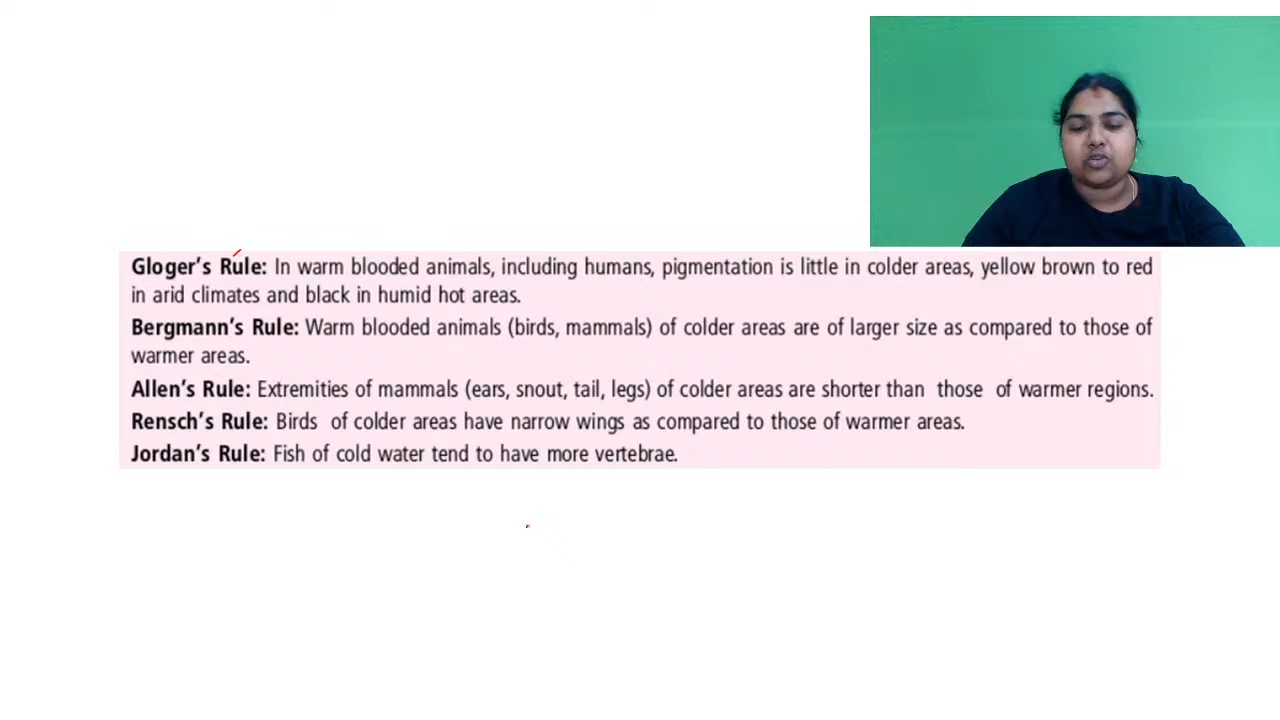 Gloger's Rule: In warm blooded animals, including humans, pigmentation is little in colder areas, yellow brown to red
in arid climates and black in humid hot areas.
Bergmann's Rule: Warm blooded animals (birds, mammals) of colder areas are of larger size as compared to those of
warmer areas.
Allen's Rule: Extremities of mammals (ears, snout, tail, legs) of colder areas are shorter than those of warmer regions.
Rensch's Rule: Birds of colder areas have narrow wings as compared to those of warmer areas.
Jordan's Rule: Fish of cold water tend to have more vertebrae.